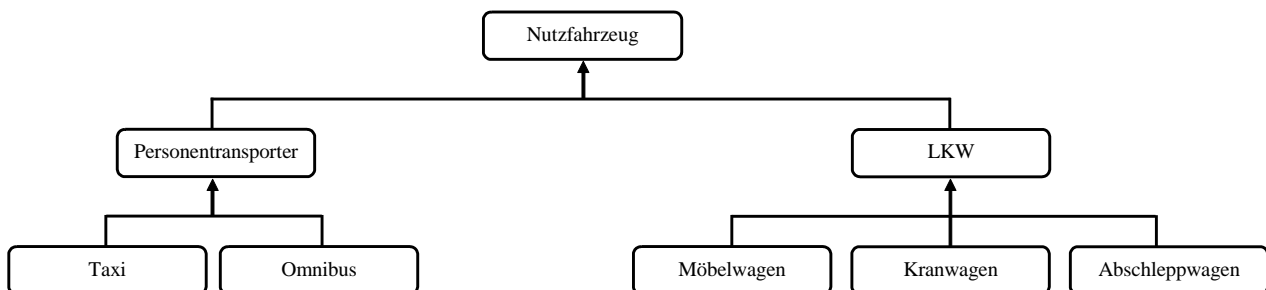 Nutzfahrzeug
Personentransporter
LKW
Taxi
Omnibus
Möbelwagen
Kranwagen
Abschleppwagen